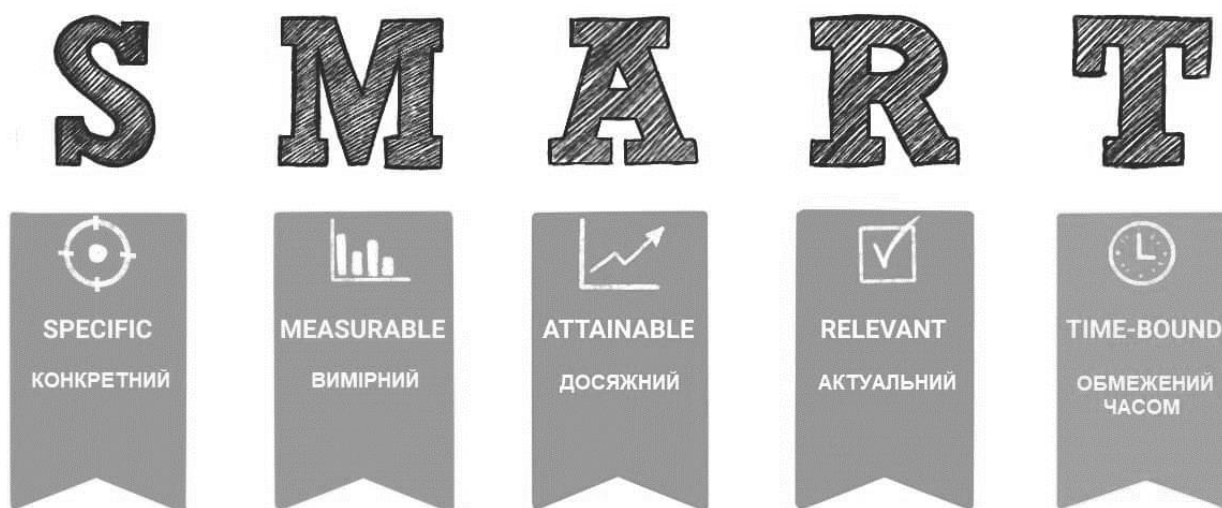 S M A R T
SPECIFIC
КОНКРЕТНИЙ
MEASURABLE
ВИМІРНИЙ
ATTAINABLE
ДОСЯЖНИЙ
RELEVANT
АКТУАЛЬНИЙ
TIME-BOUND
ОБМЕЖЕНИЙ
ЧАСОМ